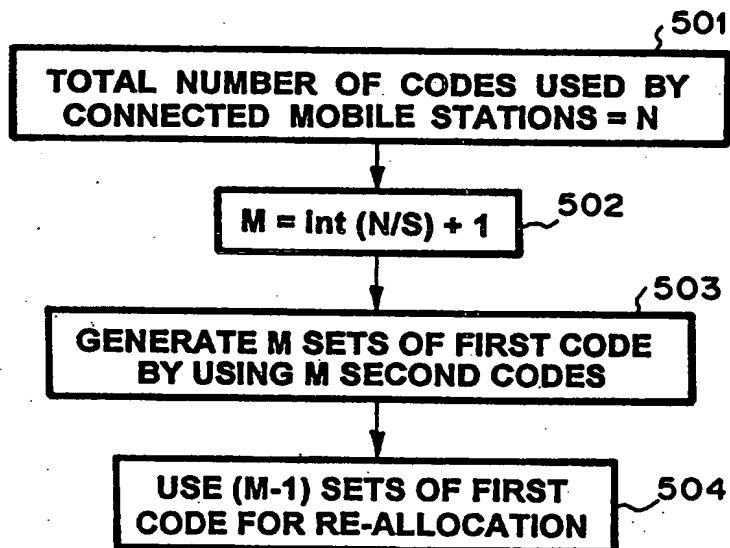 501
TOTAL NUMBER OF CODES USED BY
CONNECTED MOBILE STATIONS = N
M = int (N/S) + 1
502
503
GENERATE M SETS OF FIRST CODE
BY USING M SECOND CODES
USE (M-1) SETS OF FIRST
CODE FOR RE-ALLOCATION
504